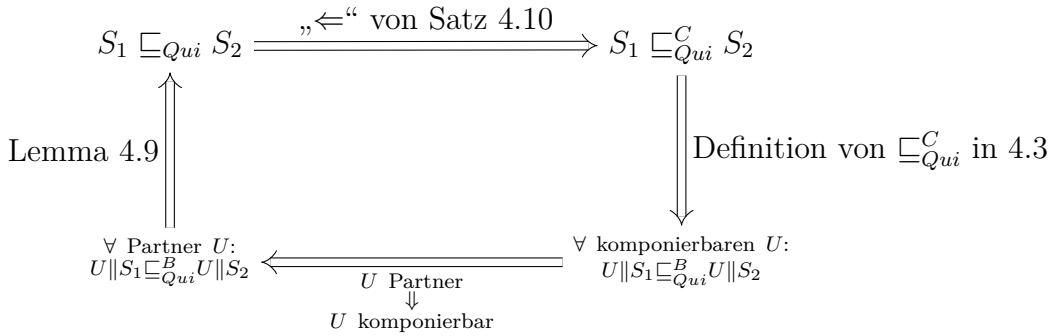 „⇐“ von Satz 4.10
S₁ ⊑_{Qui} S₂ ⟹ S₁ ⊑^C_{Qui} S₂
Lemma 4.9
Definition von ⊑^C_{Qui} in 4.3
∀ Partner U:
U∥S₁⊑^B_{Qui}U∥S₂
∀ komponierbaren U:
U∥S₁⊑^B_{Qui}U∥S₂
U Partner
⇓
U komponierbar